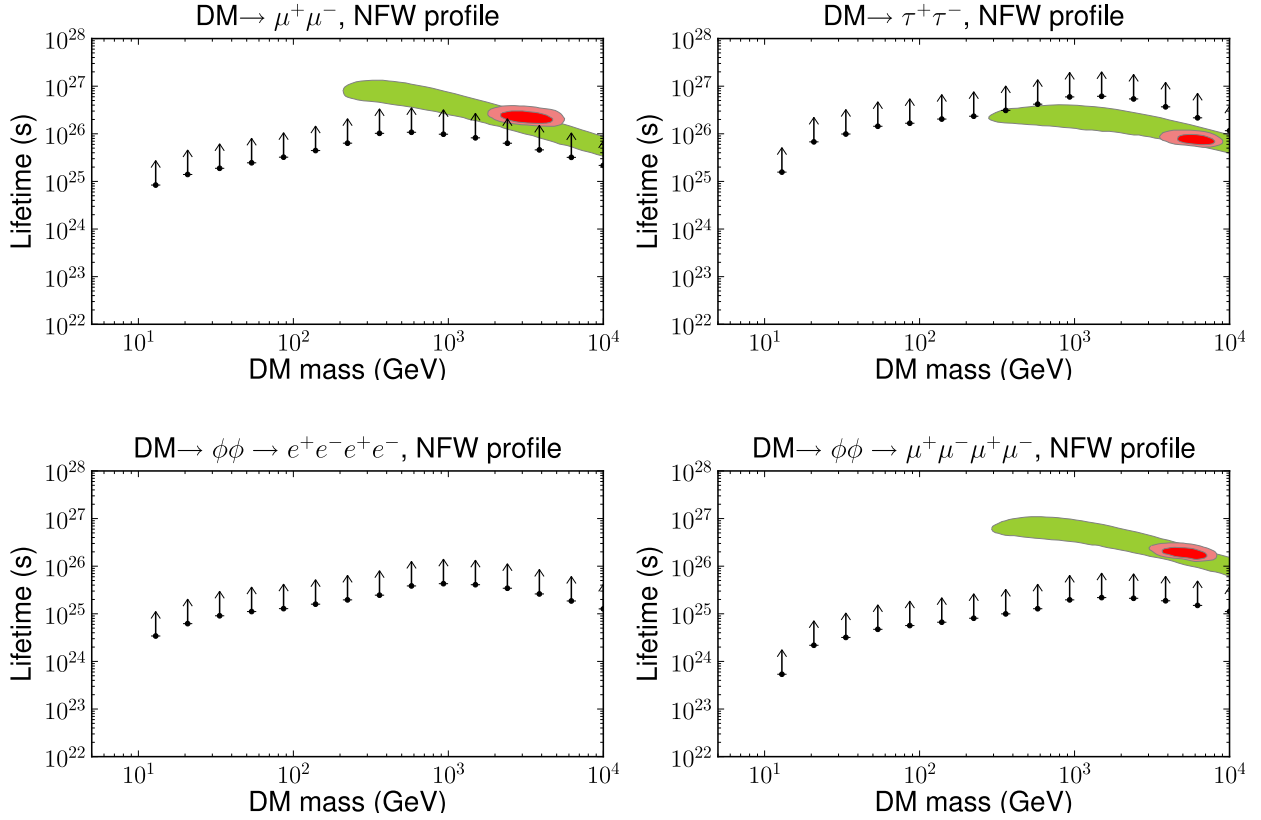 DM→ μ⁺μ⁻, NFW profile
10²⁸
10²⁷
10²⁶
10²⁵
10²⁴
10²³
10²²
Lifetime (s)
10¹ 10² 10³ 10⁴
DM mass (GeV)
DM→ τ⁺τ⁻, NFW profile
10²⁸
10²⁷
10²⁶
10²⁵
10²⁴
10²³
10²²
Lifetime (s)
10¹ 10² 10³ 10⁴
DM mass (GeV)
DM→ ϕϕ → e⁺e⁻e⁺e⁻, NFW profile
10²⁸
10²⁷
10²⁶
10²⁵
10²⁴
10²³
10²²
Lifetime (s)
10¹ 10² 10³ 10⁴
DM mass (GeV)
DM→ ϕϕ → μ⁺μ⁻μ⁺μ⁻, NFW profile
10²⁸
10²⁷
10²⁶
10²⁵
10²⁴
10²³
10²²
Lifetime (s)
10¹ 10² 10³ 10⁴
DM mass (GeV)